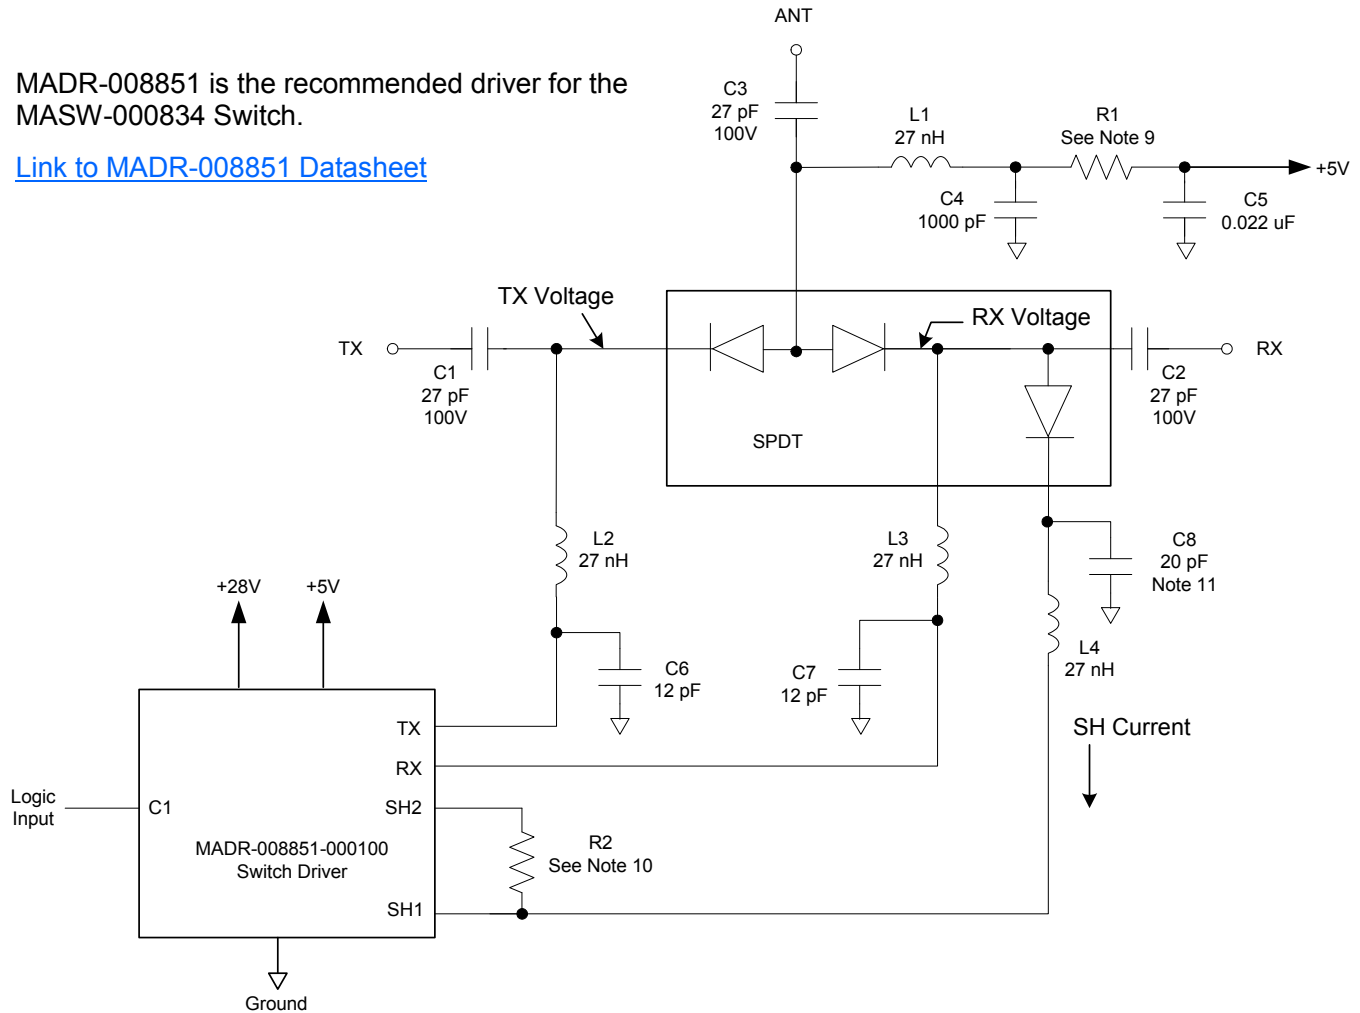 ANT
MADR-008851 is the recommended driver for the
MASW-000834 Switch.
Link to MADR-008851 Datasheet
C3
27 pF
100V
L1
27 nH
R1
See Note 9
+5V
C4
1000 pF
C5
0.022 uF
TX Voltage
RX Voltage
TX
C1
27 pF
100V
SPDT
C2
27 pF
100V
RX
L2
27 nH
L3
27 nH
C8
20 pF
Note 11
+28V
+5V
L4
27 nH
C6
12 pF
C7
12 pF
SH Current
TX
RX
SH2
SH1
Logic
Input
C1
MADR-008851-000100
Switch Driver
R2
See Note 10
Ground